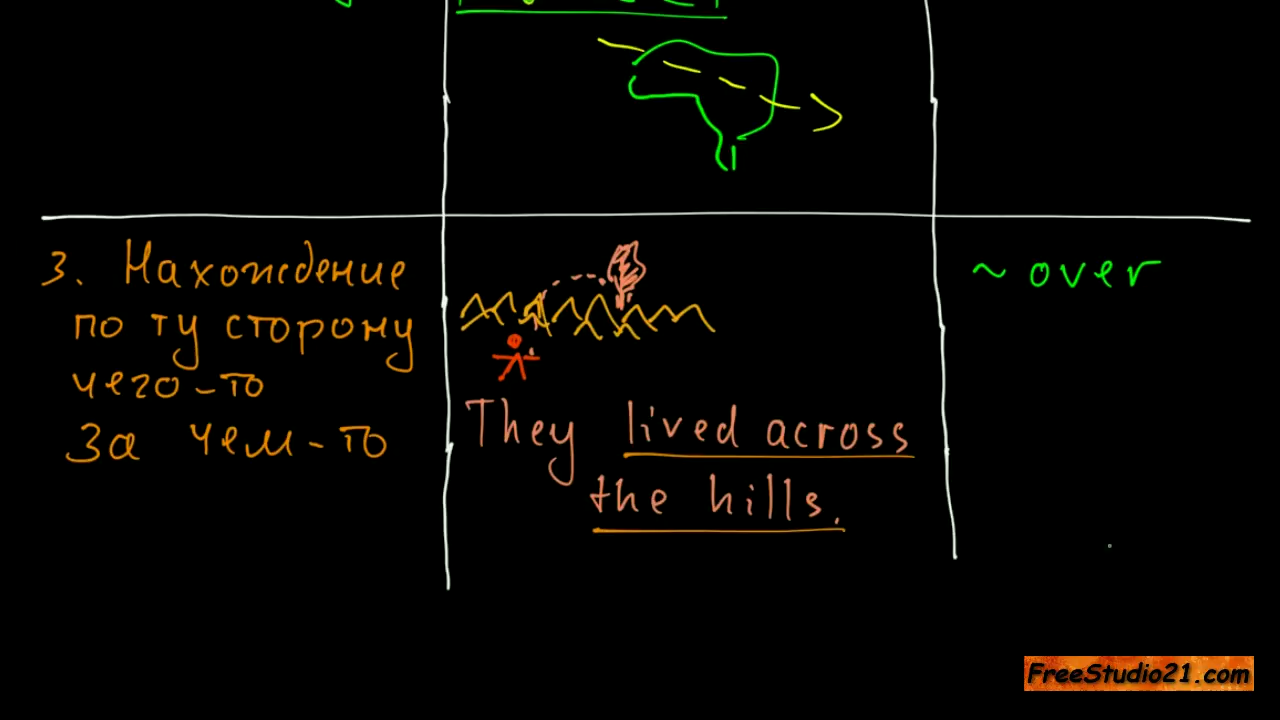 3. Нахождение
по ту сторону
чего-то
За чем-то
They lived across
the hills.
~ over
FreeStudio21.com